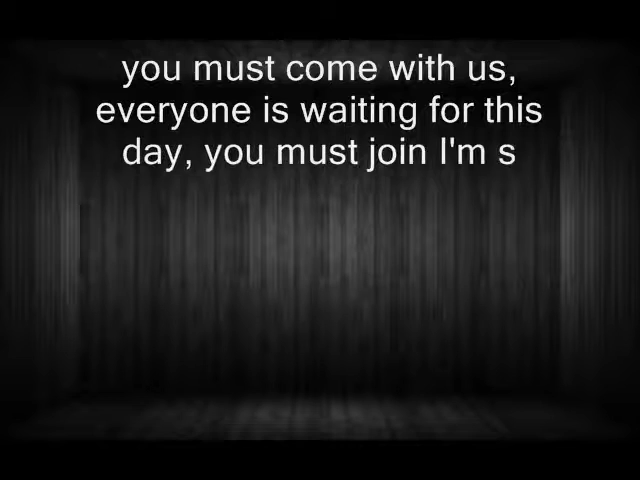 you must come with us,
everyone is waiting for this
day, you must join I'm s